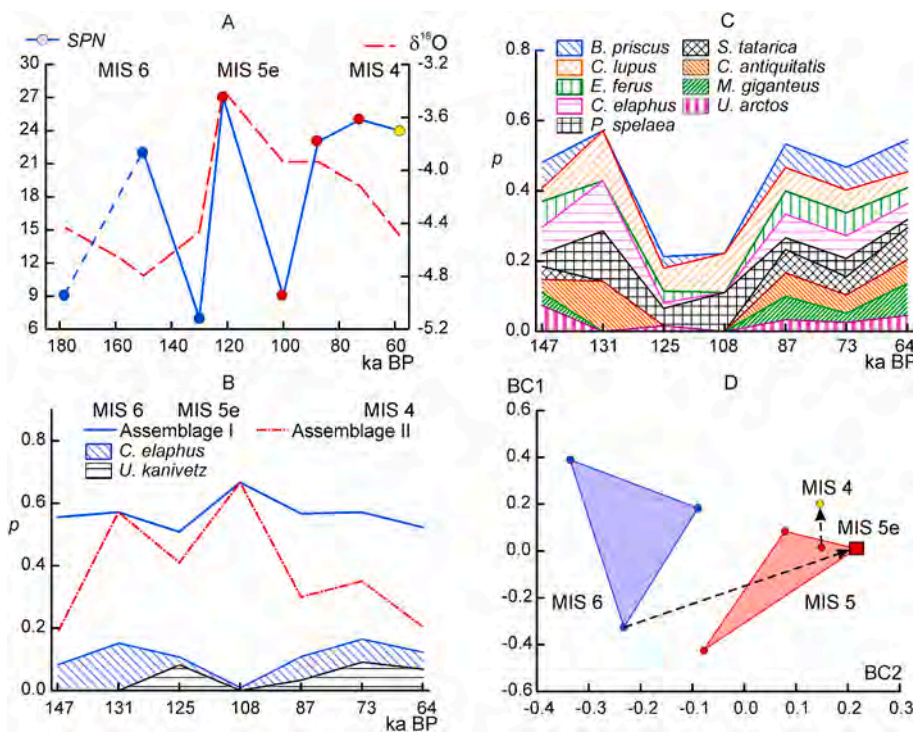 A
SPN
δ¹⁸O
MIS 6 MIS 5e MIS 4
30
27
24
21
18
15
12
9
6
-3.2
-3.6
-4.0
-4.4
-4.8
-5.2
180 160 140 120 100 80 60
ka BP
C
0.8
0.6
p
0.4
0.2
0.0
B. priscus
C. lupus
E. ferus
C. elaphus
P. spelaea
S. tatarica
C. antiquitatis
M. giganteus
U. arctos
147 131 125 108 87 73 64
ka BP
B
MIS 6 MIS 5e MIS 4
Assemblage I Assemblage II
C. elaphus
U. kanivetz
0.8
0.6
p
0.4
0.2
0.0
147 131 125 108 87 73 64
ka BP
D
BC1
0.6
0.4
0.2
0.0
-0.2
-0.4
-0.6
MIS 4
MIS 5e
MIS 6
MIS 5
BC2
-0.4 -0.3 -0.2 -0.1 0.0 0.1 0.2 0.3